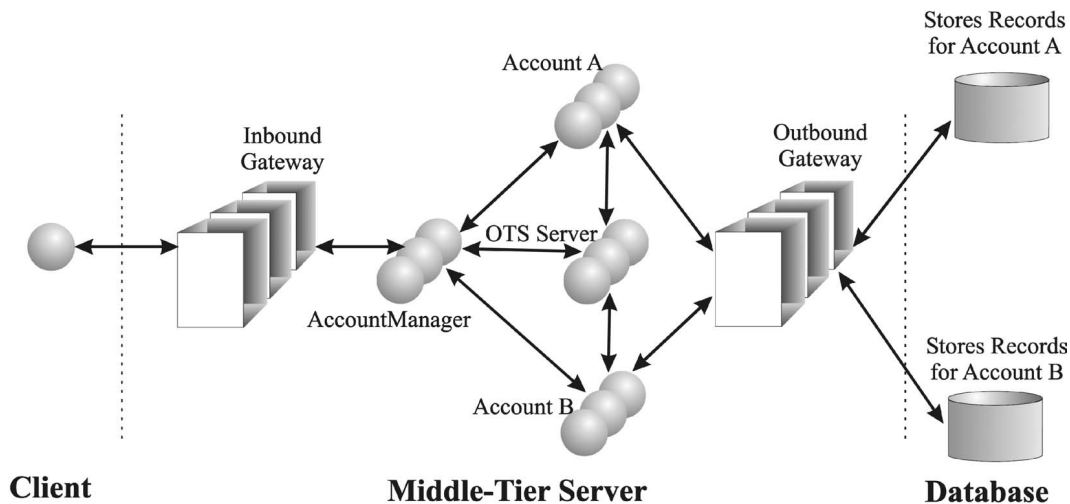 Stores Records
for Account A
Account A
Inbound
Gateway
Outbound
Gateway
OTS Server
AccountManager
Stores Records
for Account B
Account B
Client
Middle-Tier Server
Database